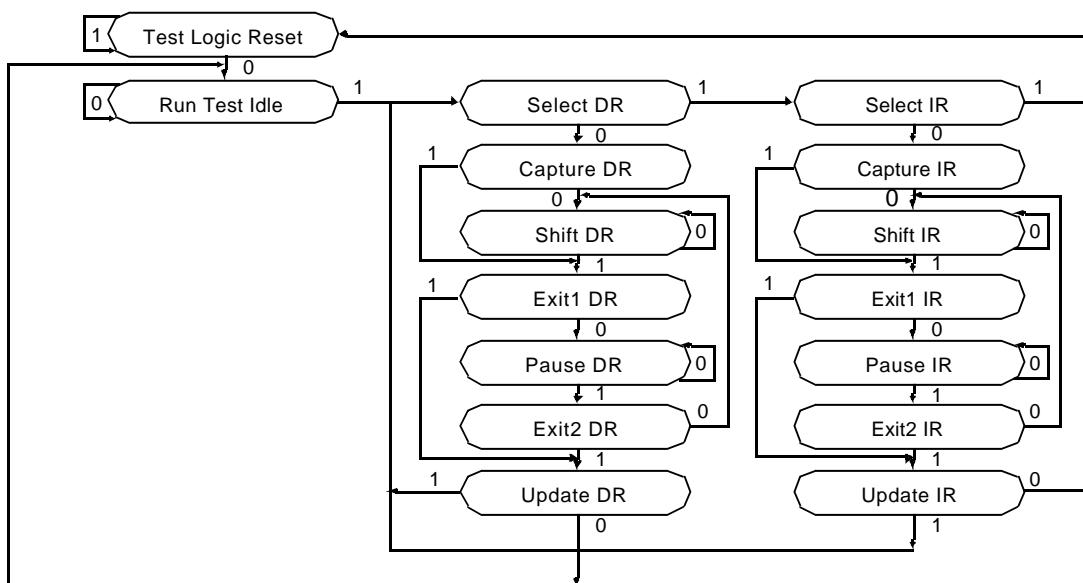 1 Test Logic Reset
0
0 Run Test Idle 1 Select DR 1 Select IR 1
0 0
1 Capture DR 1 Capture IR
0 0
Shift DR 0 Shift IR 0
1 1
1 Exit1 DR 1 Exit1 IR
0 0
Pause DR 0 Pause IR 0
1 1
Exit2 DR 0 Exit2 IR 0
1 1
1 Update DR Update IR 0
0 1